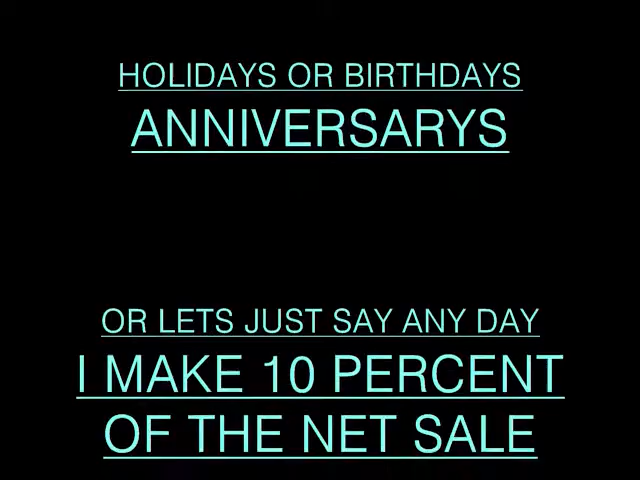 HOLIDAYS OR BIRTHDAYS
ANNIVERSARYS
OR LETS JUST SAY ANY DAY
I MAKE 10 PERCENT
OF THE NET SALE